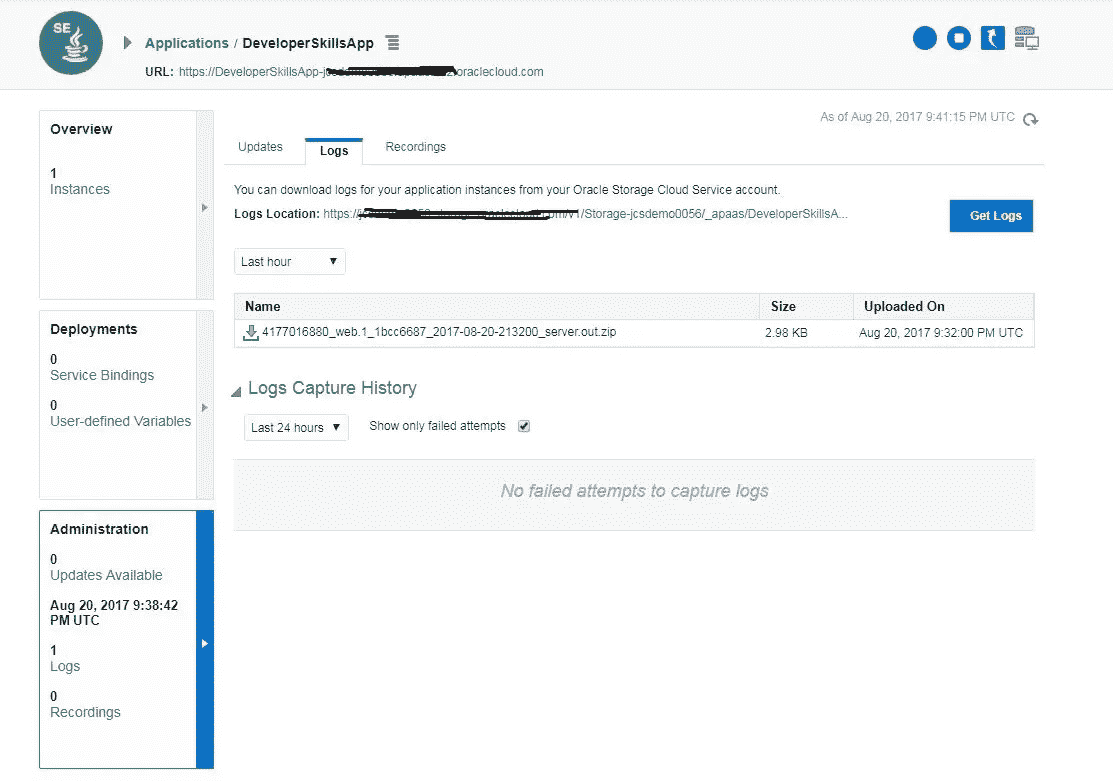 SE
Applications / DeveloperSkillsApp
URL: https://DeveloperSkillsApp- oraclecloud.com
As of Aug 20, 2017 9:41:15 PM UTC
Overview
1
Instances
Deployments
0
Service Bindings
0
User-defined Variables
Administration
0
Updates Available
Aug 20, 2017 9:38:42
PM UTC
1
Logs
0
Recordings
Updates Logs Recordings
You can download logs for your application instances from your Oracle Storage Cloud Service account.
Logs Location: https:// /v1/Storage-jcsdemo0056/_apaas/DeveloperSkillsA...
Get Logs
Last hour
Name Size Uploaded On
4177016880_web.1_1bcc6687_2017-08-20-213200_server.out.zip 2.98 KB Aug 20, 2017 9:32:00 PM UTC
Logs Capture History
Last 24 hours Show only failed attempts
No failed attempts to capture logs